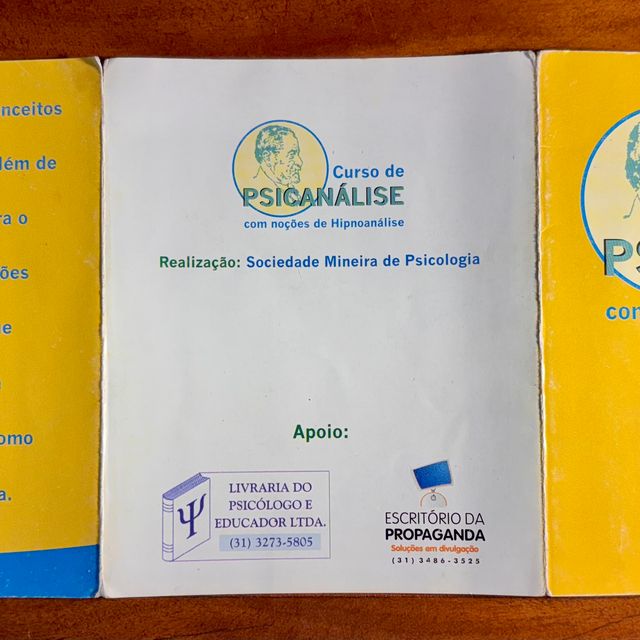 nceitos
lém de
ra o
ões
e
omo
a.
Curso de
PSICANÁLISE
com noções de Hipnoanálise
Realização: Sociedade Mineira de Psicologia
Apoio:
Ψ
LIVRARIA DO
PSICÓLOGO E
EDUCADOR LTDA.
(31) 3273-5805
ESCRITÓRIO DA
PROPAGANDA
Soluções em divulgação
(31) 3486-3525
PS
con